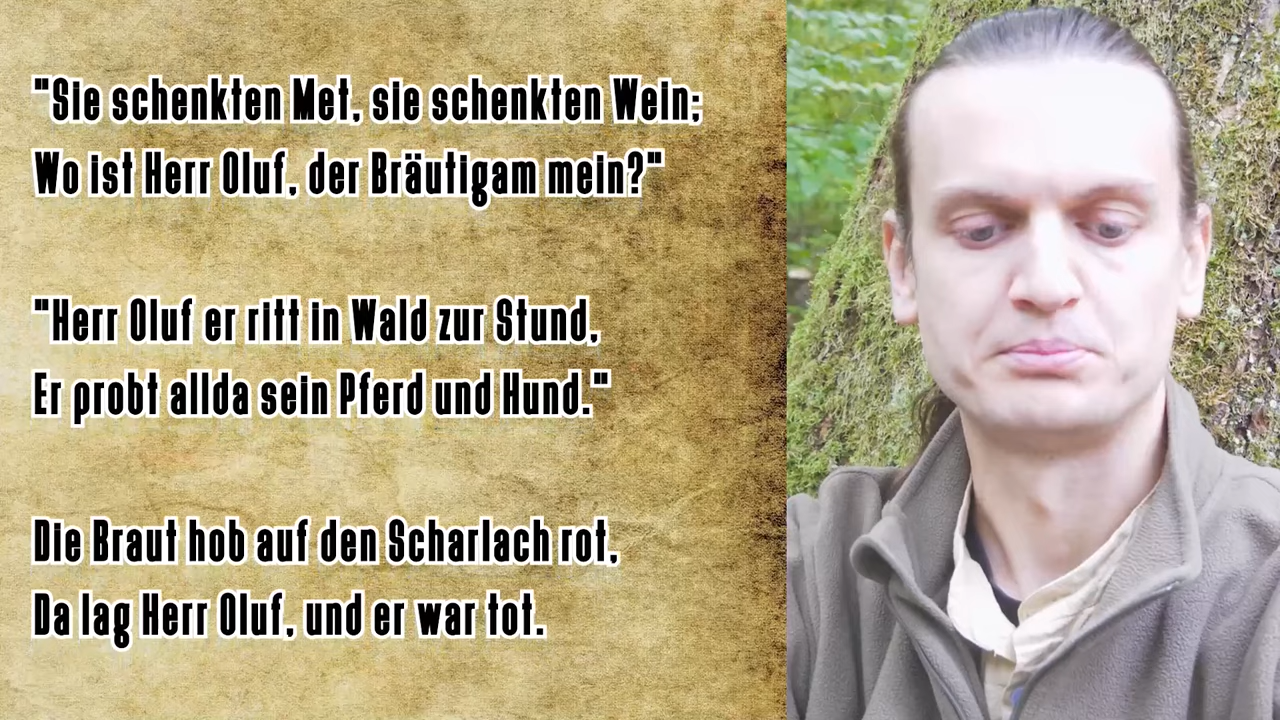 "Sie schenkten Met, sie schenkten Wein;
Wo ist Herr Oluf, der Bräutigam mein?"
"Herr Oluf er ritt in Wald zur Stund,
Er probt allda sein Pferd und Hund."
Die Braut hob auf den Scharlach rot,
Da lag Herr Oluf, und er war tot.